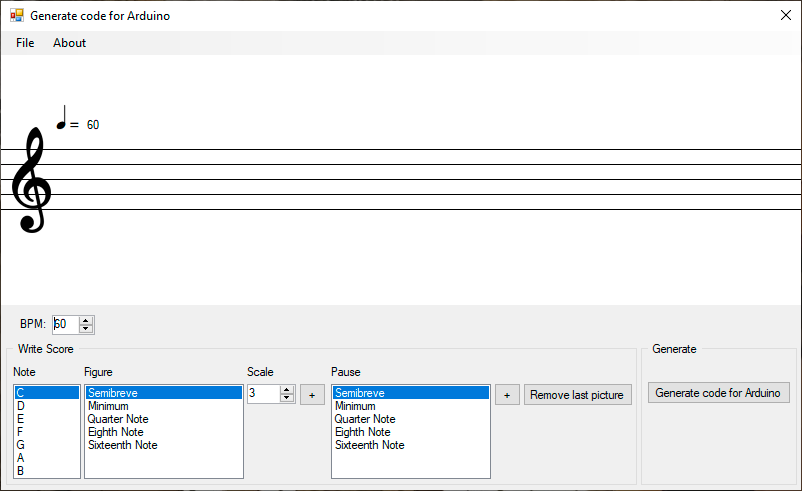 Generate code for Arduino
File About
= 60
BPM: 60
Write Score
Generate
Note Figure Scale Pause
C Semibreve 3 + Semibreve + Remove last picture Generate code for Arduino
D Minimum Minimum
E Quarter Note Quarter Note
F Eighth Note Eighth Note
G Sixteenth Note Sixteenth Note
A
B